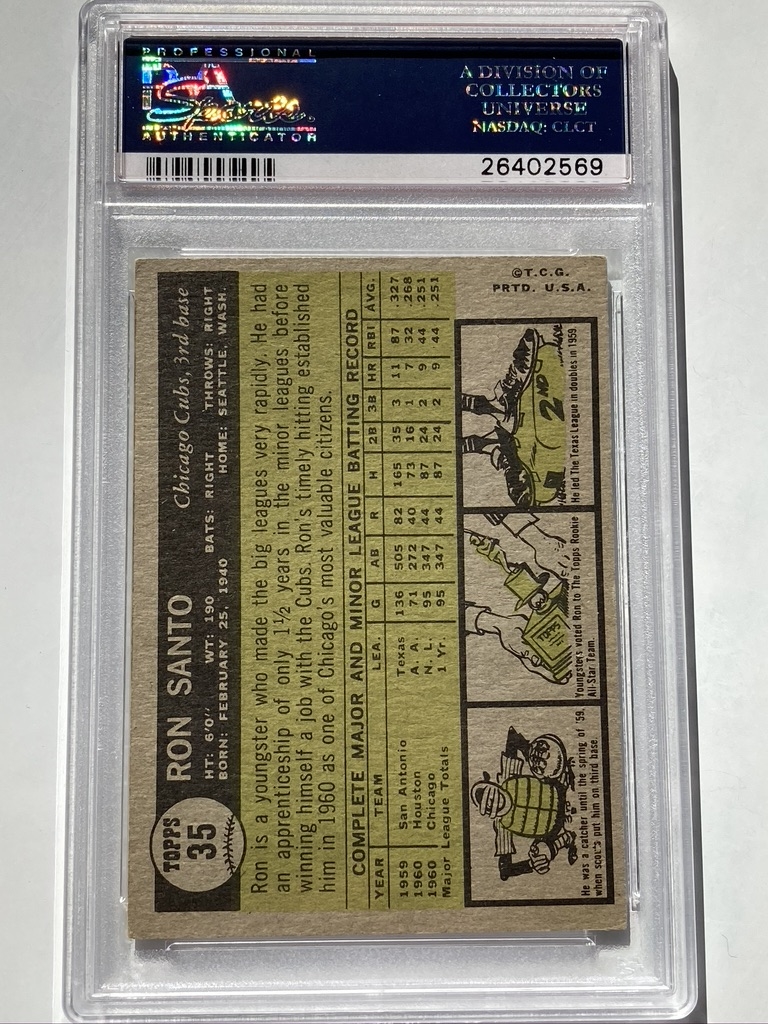 PROFESSIONAL
PSA
Sports
AUTHENTICATOR
A DIVISION OF
COLLECTORS
UNIVERSE
NASDAQ: CLCT
26402569
TOPPS
35
RON SANTO
Chicago Cubs, 3rd base
HT: 6'0" WT: 190 BATS: RIGHT THROWS: RIGHT
BORN: FEBRUARY 25, 1940 HOME: SEATTLE, WASH.
Ron is a youngster who made the big leagues very rapidly. He had
an apprenticeship of only 1½ years in the minor leagues before
winning himself a job with the Cubs. Ron's timely hitting established
him in 1960 as one of Chicago's most valuable citizens.
COMPLETE MAJOR AND MINOR LEAGUE BATTING RECORD
YEAR TEAM LEA. G AB R H 2B 3B HR RBI AVG.
1959 San Antonio Texas 136 505 82 165 35 3 11 87 .327
1960 Houston A. A. 71 272 40 73 16 1 7 32 .268
1960 Chicago N. L. 95 347 44 87 24 2 9 44 .251
Major League Totals 1 Yr. 95 347 44 87 24 2 9 44 .251
He was a catcher until the spring of '59,
when scouts put him on third base.
TOPPS
Youngsters voted Ron to The Topps Rookie
All-Star Team.
2ND
He led The Texas League in doubles in 1959.
©T.C.G.
PRTD. U.S.A.